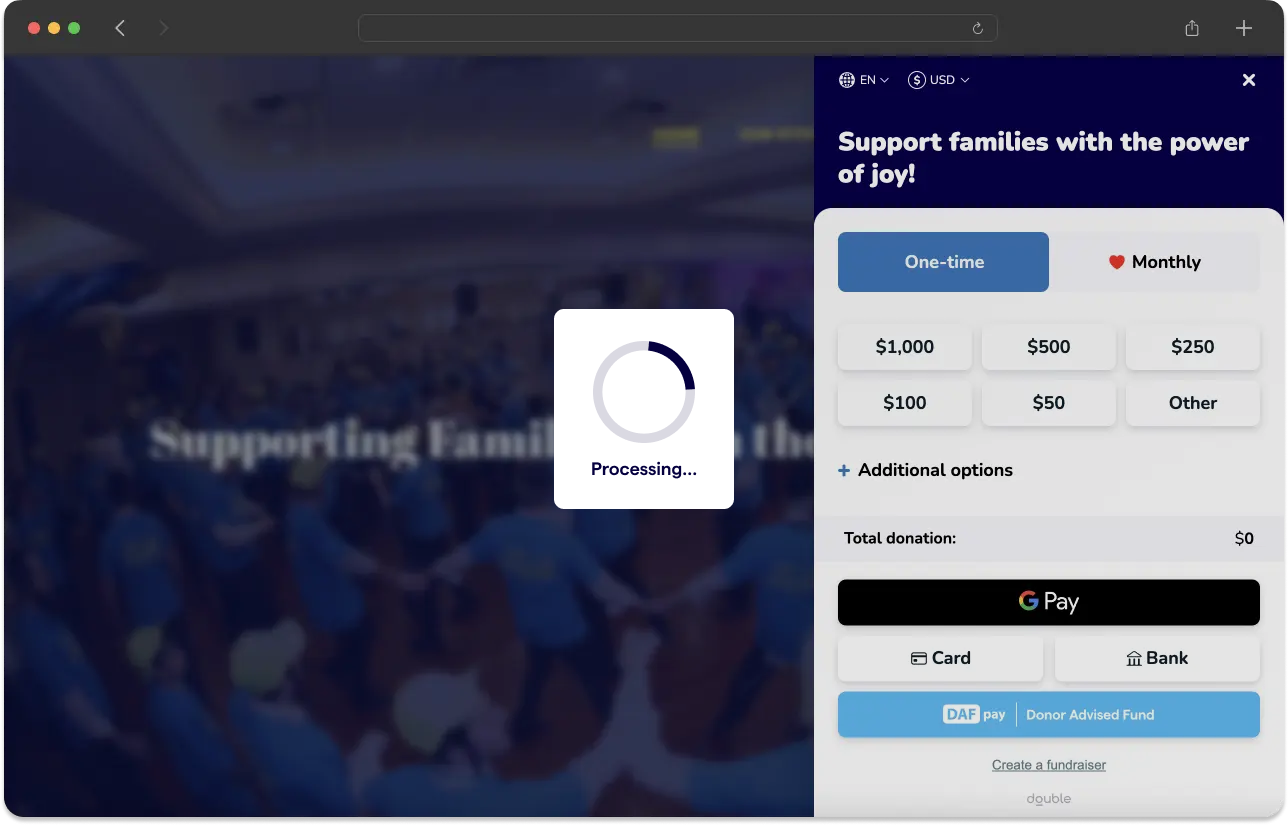 EN
USD
Support families with the power
of joy!
One-time
Monthly
$1,000
$500
$250
$100
$50
Other
Supporting Famil
the
Processing...
+ Additional options
Total donation:
$0
G Pay
Card
Bank
DAF pay
Donor Advised Fund
Create a fundraiser
double